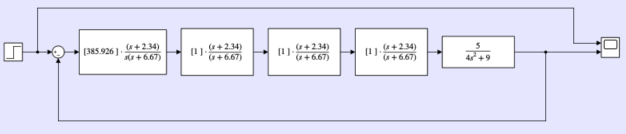 [385.926 ] · (s + 2.34) / s(s + 6.67)
[1 ] · (s + 2.34) / (s + 6.67)
[1 ] · (s + 2.34) / (s + 6.67)
[1 ] · (s + 2.34) / (s + 6.67)
5 / 4s² + 9